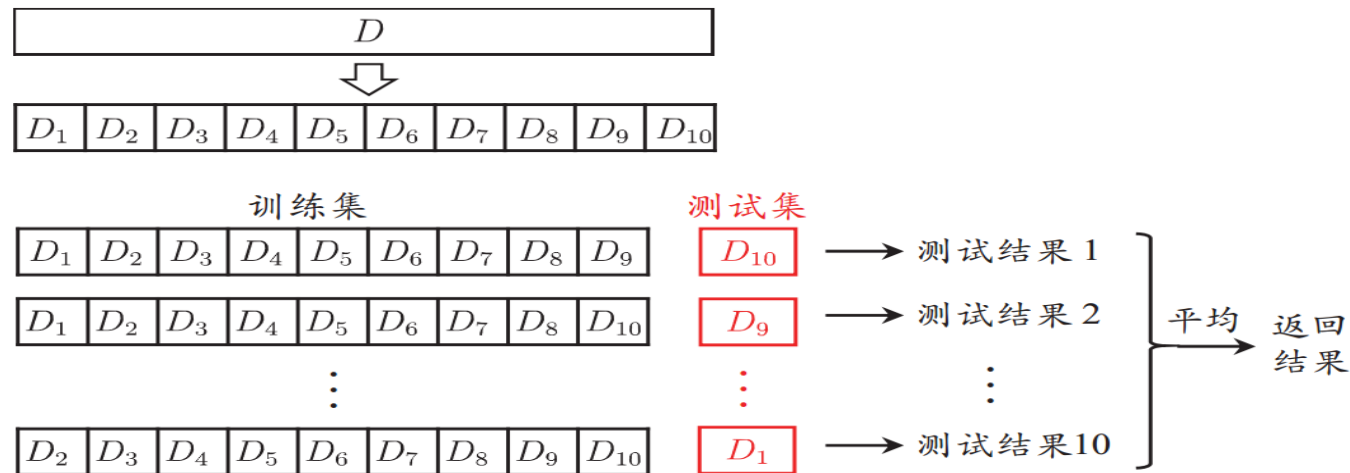 D
D₁ D₂ D₃ D₄ D₅ D₆ D₇ D₈ D₉ D₁₀
训练集 测试集
D₁ D₂ D₃ D₄ D₅ D₆ D₇ D₈ D₉ D₁₀ 测试结果 1
D₁ D₂ D₃ D₄ D₅ D₆ D₇ D₈ D₁₀ D₉ 测试结果 2
平均 返回结果
D₂ D₃ D₄ D₅ D₆ D₇ D₈ D₉ D₁₀ D₁ 测试结果10